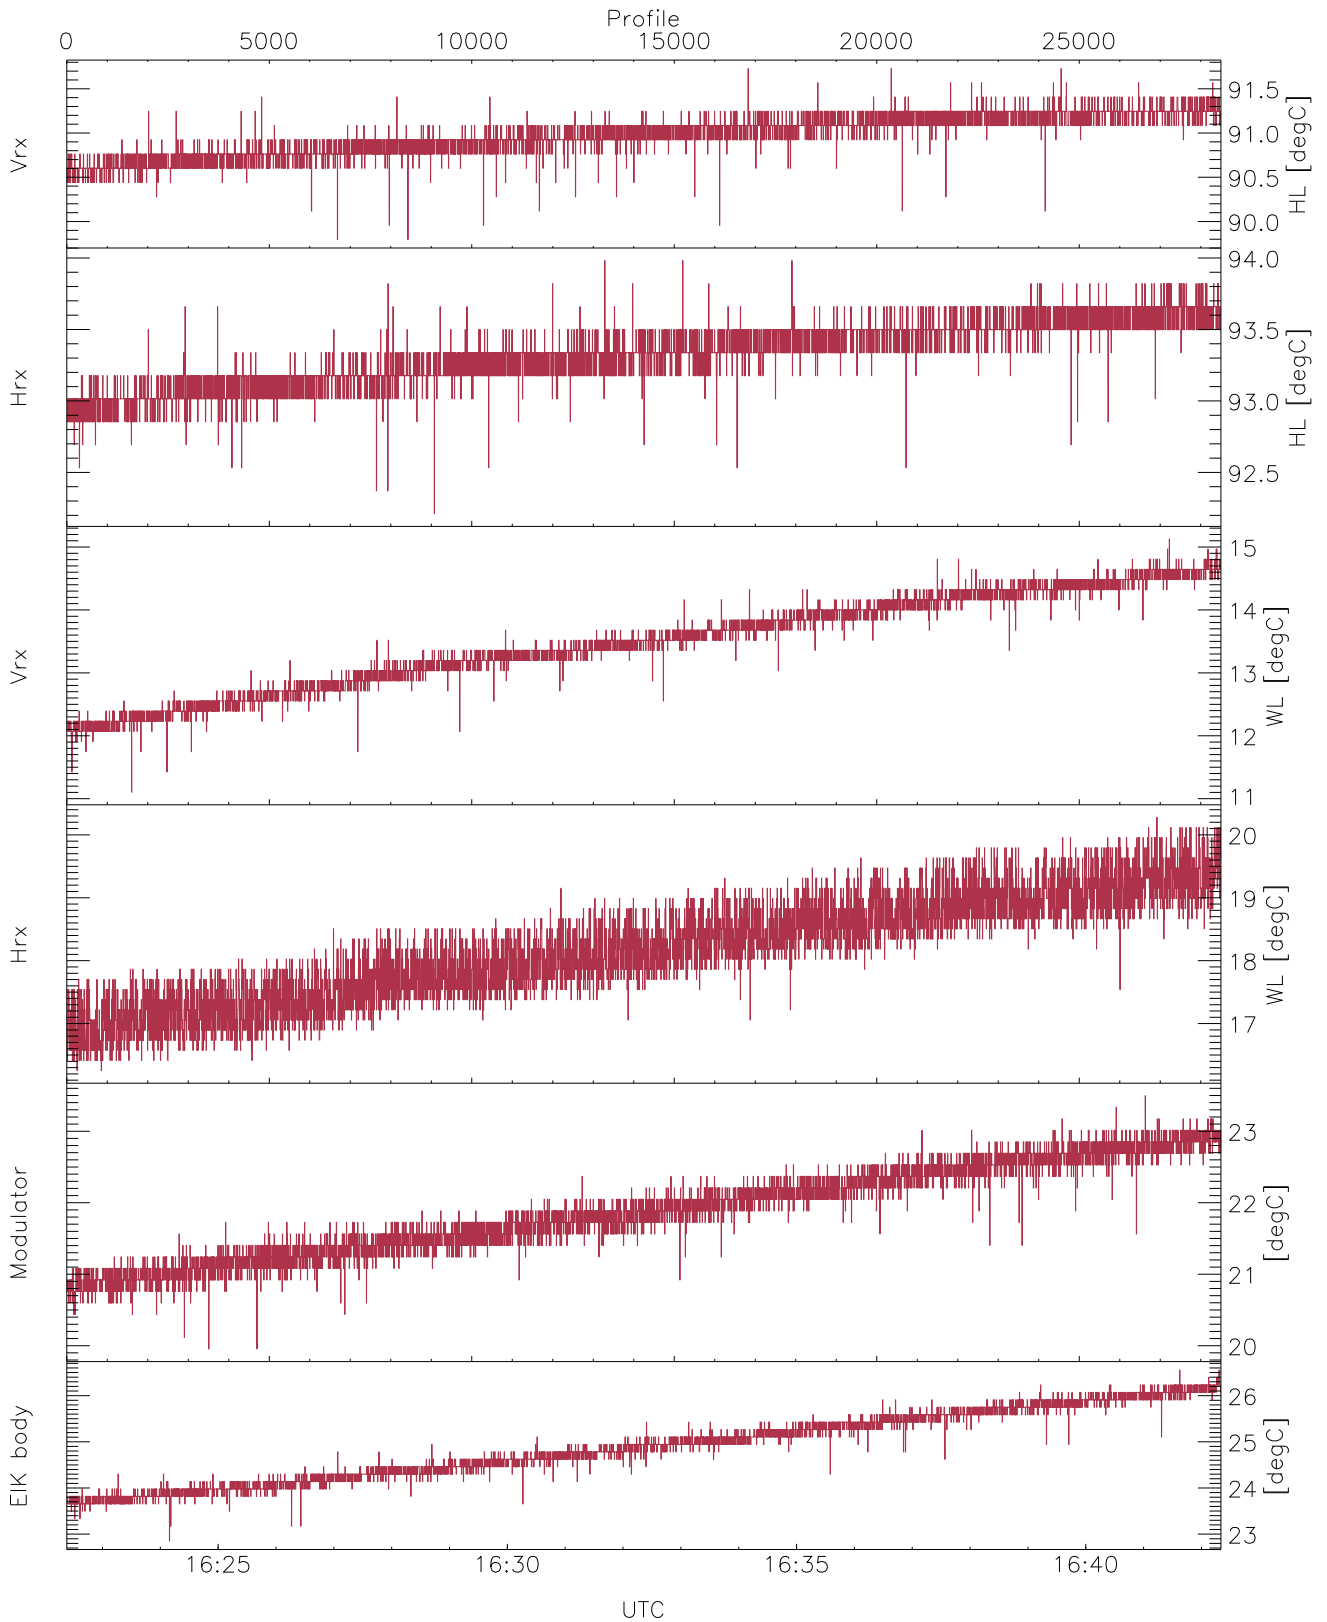 Profile
0 5000 10000 15000 20000 25000
Vrx
91.5
91.0
90.5
90.0
HL [degC]
Hrx
94.0
93.5
93.0
92.5
HL [degC]
Vrx
15
14
13
12
11
WL [degC]
Hrx
20
19
18
17
WL [degC]
Modulator
23
22
21
20
[degC]
EIK body
26
25
24
23
[degC]
16:25 16:30 16:35 16:40
UTC